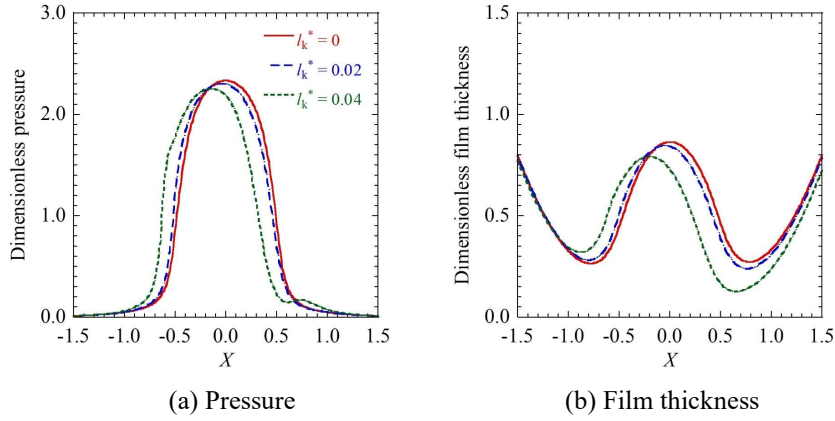 3.0
2.0
1.0
0.0
-1.5 -1.0 -0.5 0.0 0.5 1.0 1.5
Dimensionless pressure
X
lk* = 0
lk* = 0.02
lk* = 0.04
(a) Pressure
1.5
1.0
0.5
0.0
-1.5 -1.0 -0.5 0.0 0.5 1.0 1.5
Dimensionless film thickness
X
(b) Film thickness